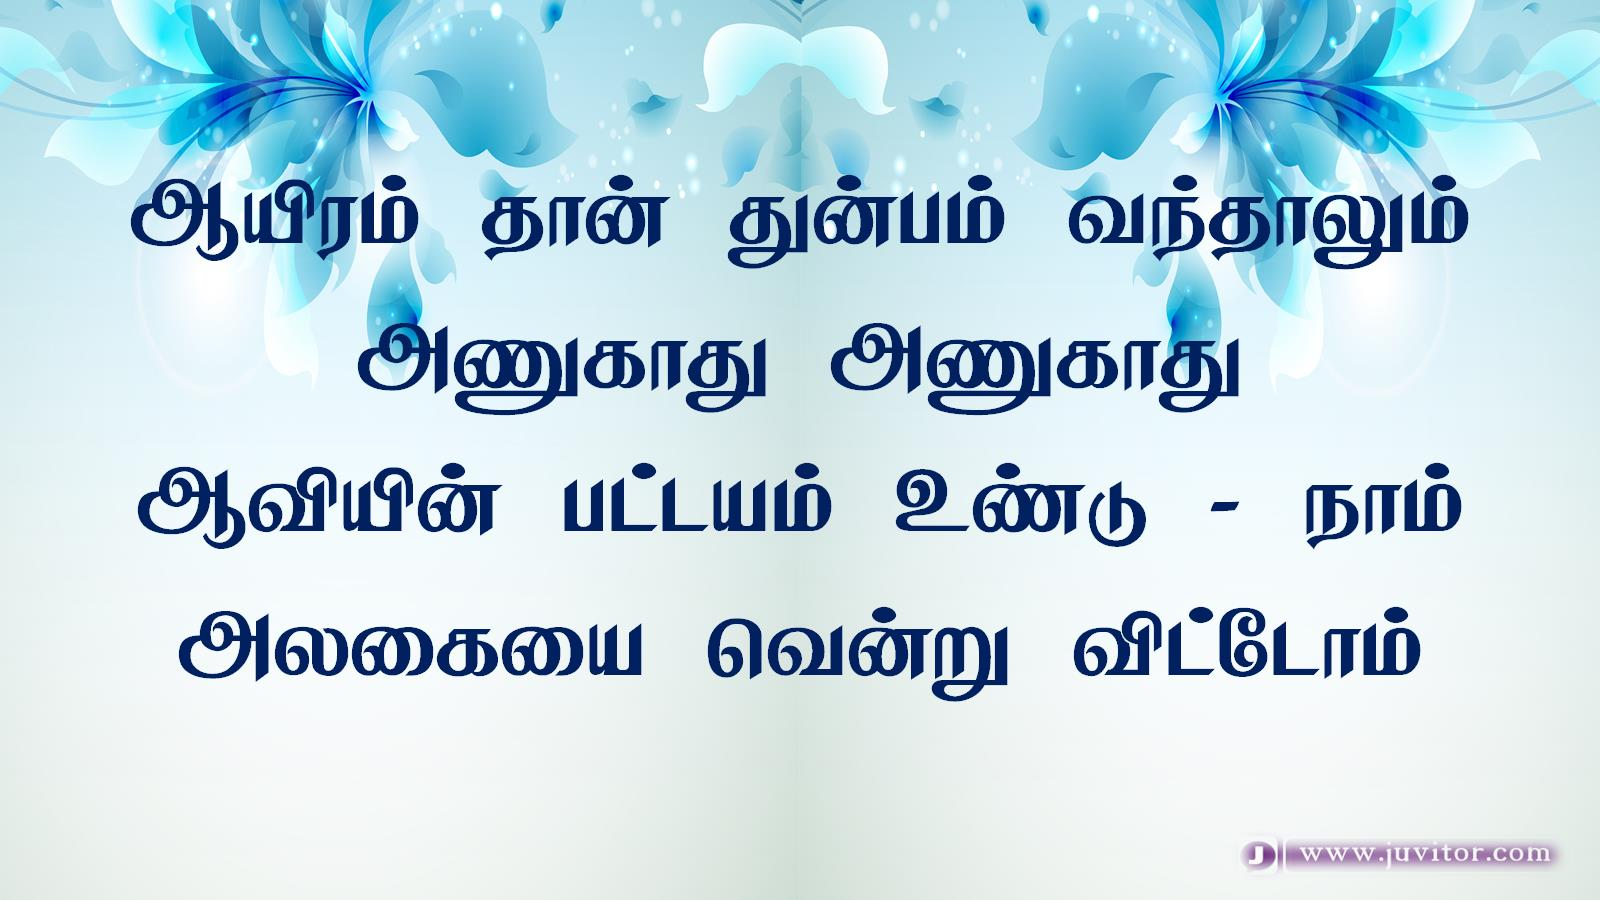 ஆயிரம் தான் துன்பம் வந்தாலும்
அணுகாது அணுகாது
ஆவியின் பட்டயம் உண்டு - நாம்
அலகையை வென்று விட்டோம்
J www.juvitor.com